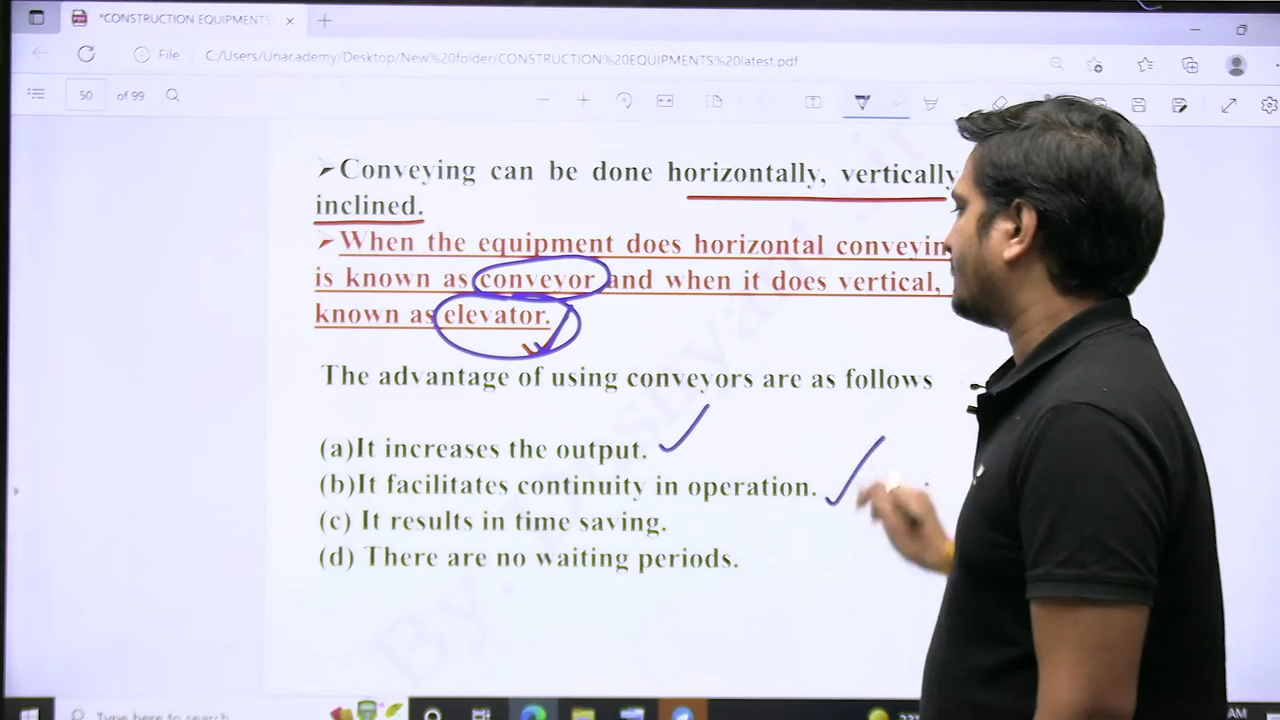 *CONSTRUCTION EQUIPMENTS
File C:/Users/Unacademy/Desktop/New%20folder/CONSTRUCTION%20EQUIPMENTS%20latest.pdf
50 of 99
➤Conveying can be done horizontally, vertically
inclined.
➤When the equipment does horizontal
is known as conveyor and when it does vertical,
known as elevator.
The advantage of using conveyors are as follows
(a)It increases the output.
(b)It facilitates continuity in operation.
(c) It results in time saving.
(d) There are no waiting periods.
Type here to search
AM